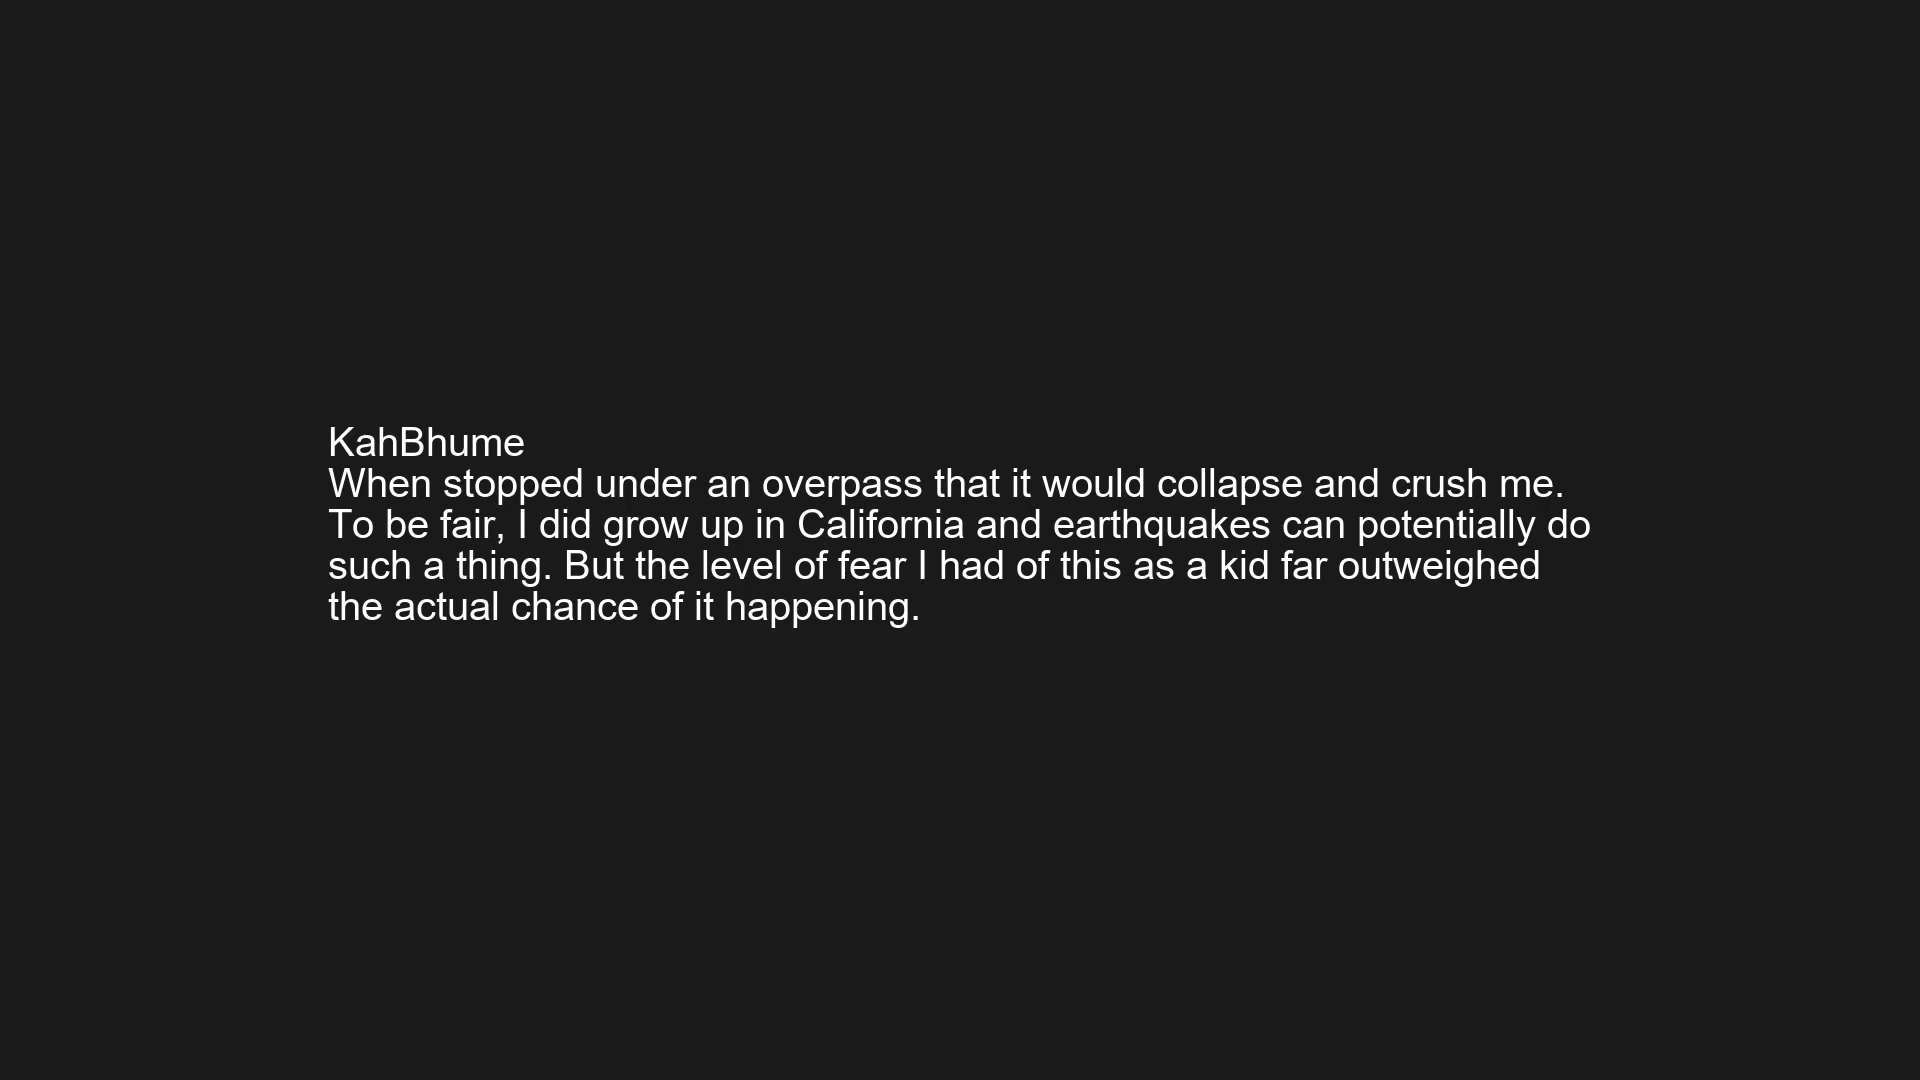 KahBhume
When stopped under an overpass that it would collapse and crush me.
To be fair, I did grow up in California and earthquakes can potentially do
such a thing. But the level of fear I had of this as a kid far outweighed
the actual chance of it happening.